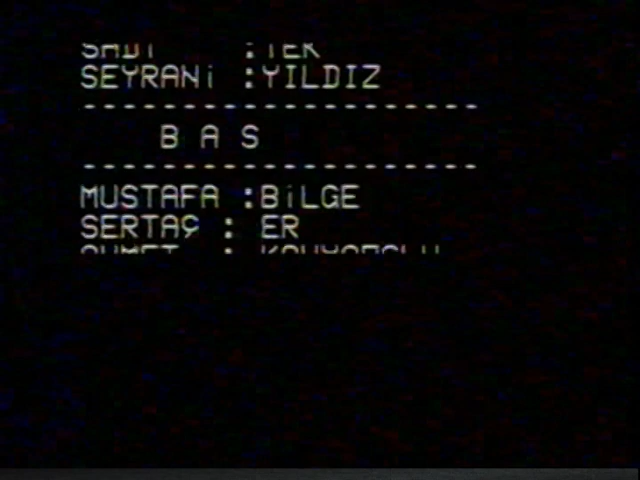 SEYRANi :YILDIZ
---------------------
B A S
---------------------
MUSTAFA :BiLGE
SERTAÇ : ER